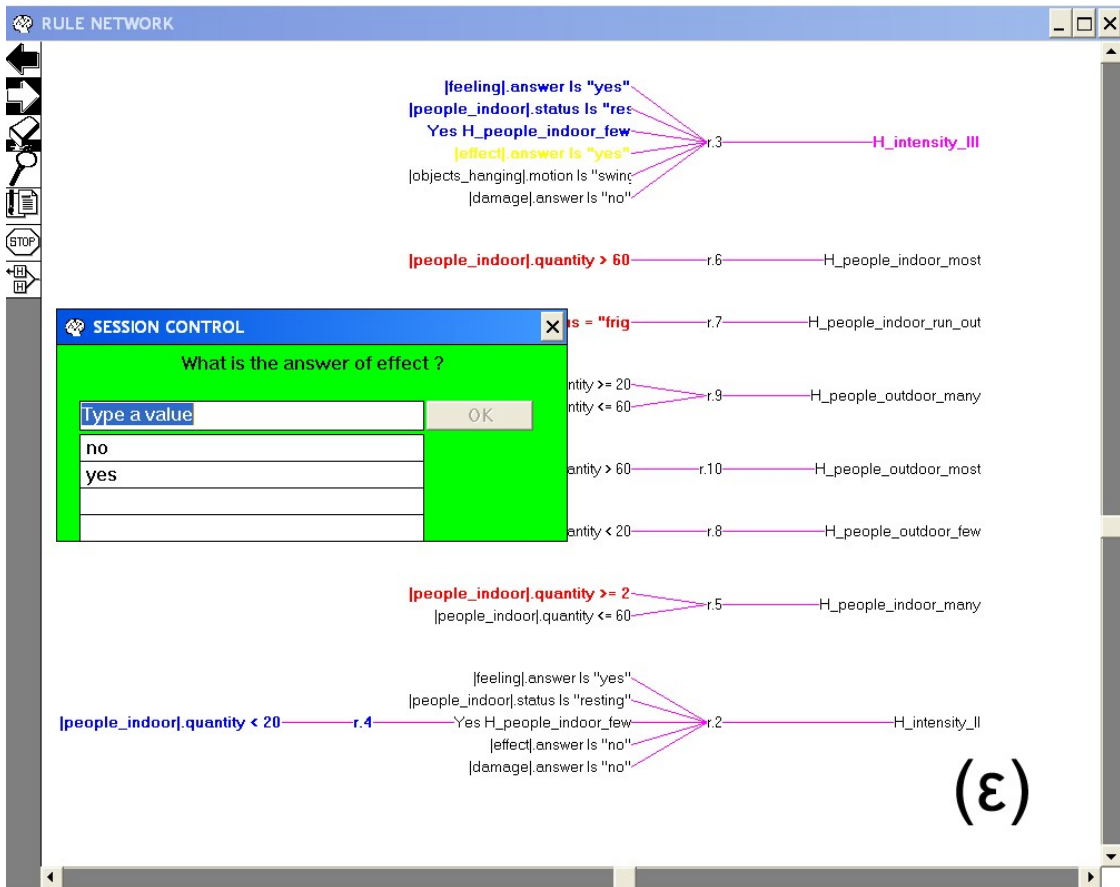 RULE NETWORK
|feeling|.answer Is "yes"
|people_indoor|.status Is "res
Yes H_people_indoor_few
|effect|.answer Is "yes"
|objects_hanging|.motion Is "swing
|damage|.answer Is "no"
r.3
H_intensity_III
|people_indoor|.quantity > 60
r.6
H_people_indoor_most
us = "frig
r.7
H_people_indoor_run_out
SESSION CONTROL
What is the answer of effect ?
Type a value
OK
no
yes
ntity >= 20
ntity <= 60
r.9
H_people_outdoor_many
antity > 60
r.10
H_people_outdoor_most
antity < 20
r.8
H_people_outdoor_few
|people_indoor|.quantity >= 2
|people_indoor|.quantity <= 60
r.5
H_people_indoor_many
|feeling|.answer Is "yes"
|people_indoor|.status Is "resting"
|people_indoor|.quantity < 20
r.4
Yes H_people_indoor_few
|effect|.answer Is "no"
|damage|.answer Is "no"
r.2
H_intensity_II
STOP
H
H
(ε)